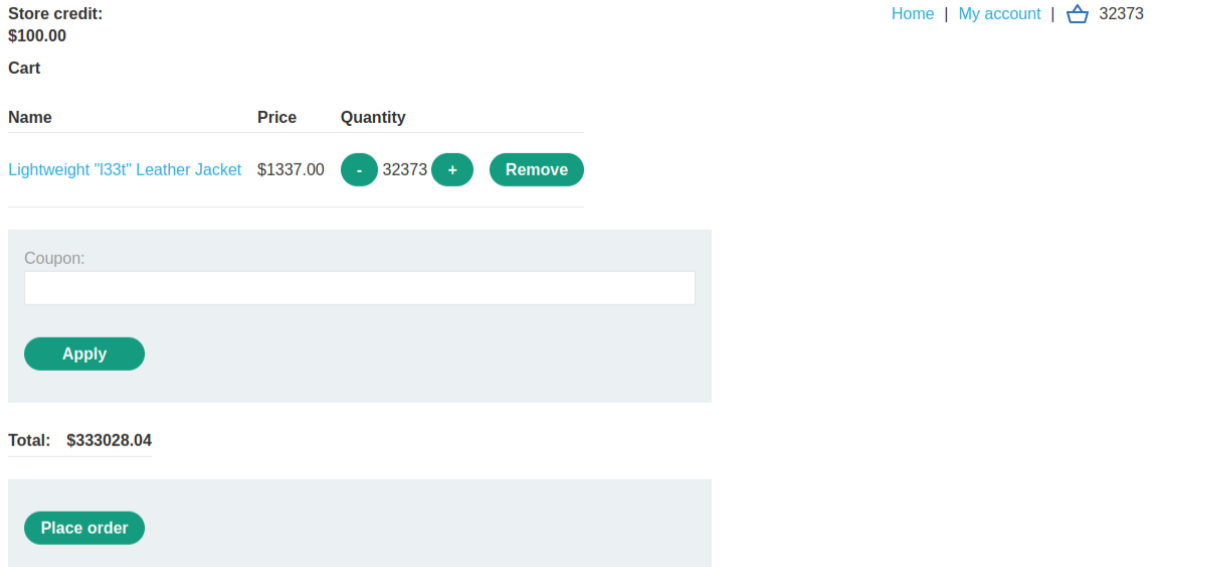 Store credit:
$100.00
Home | My account | 32373
Cart
Name Price Quantity
Lightweight "l33t" Leather Jacket $1337.00 - 32373 + Remove
Coupon:
Apply
Total: $333028.04
Place order